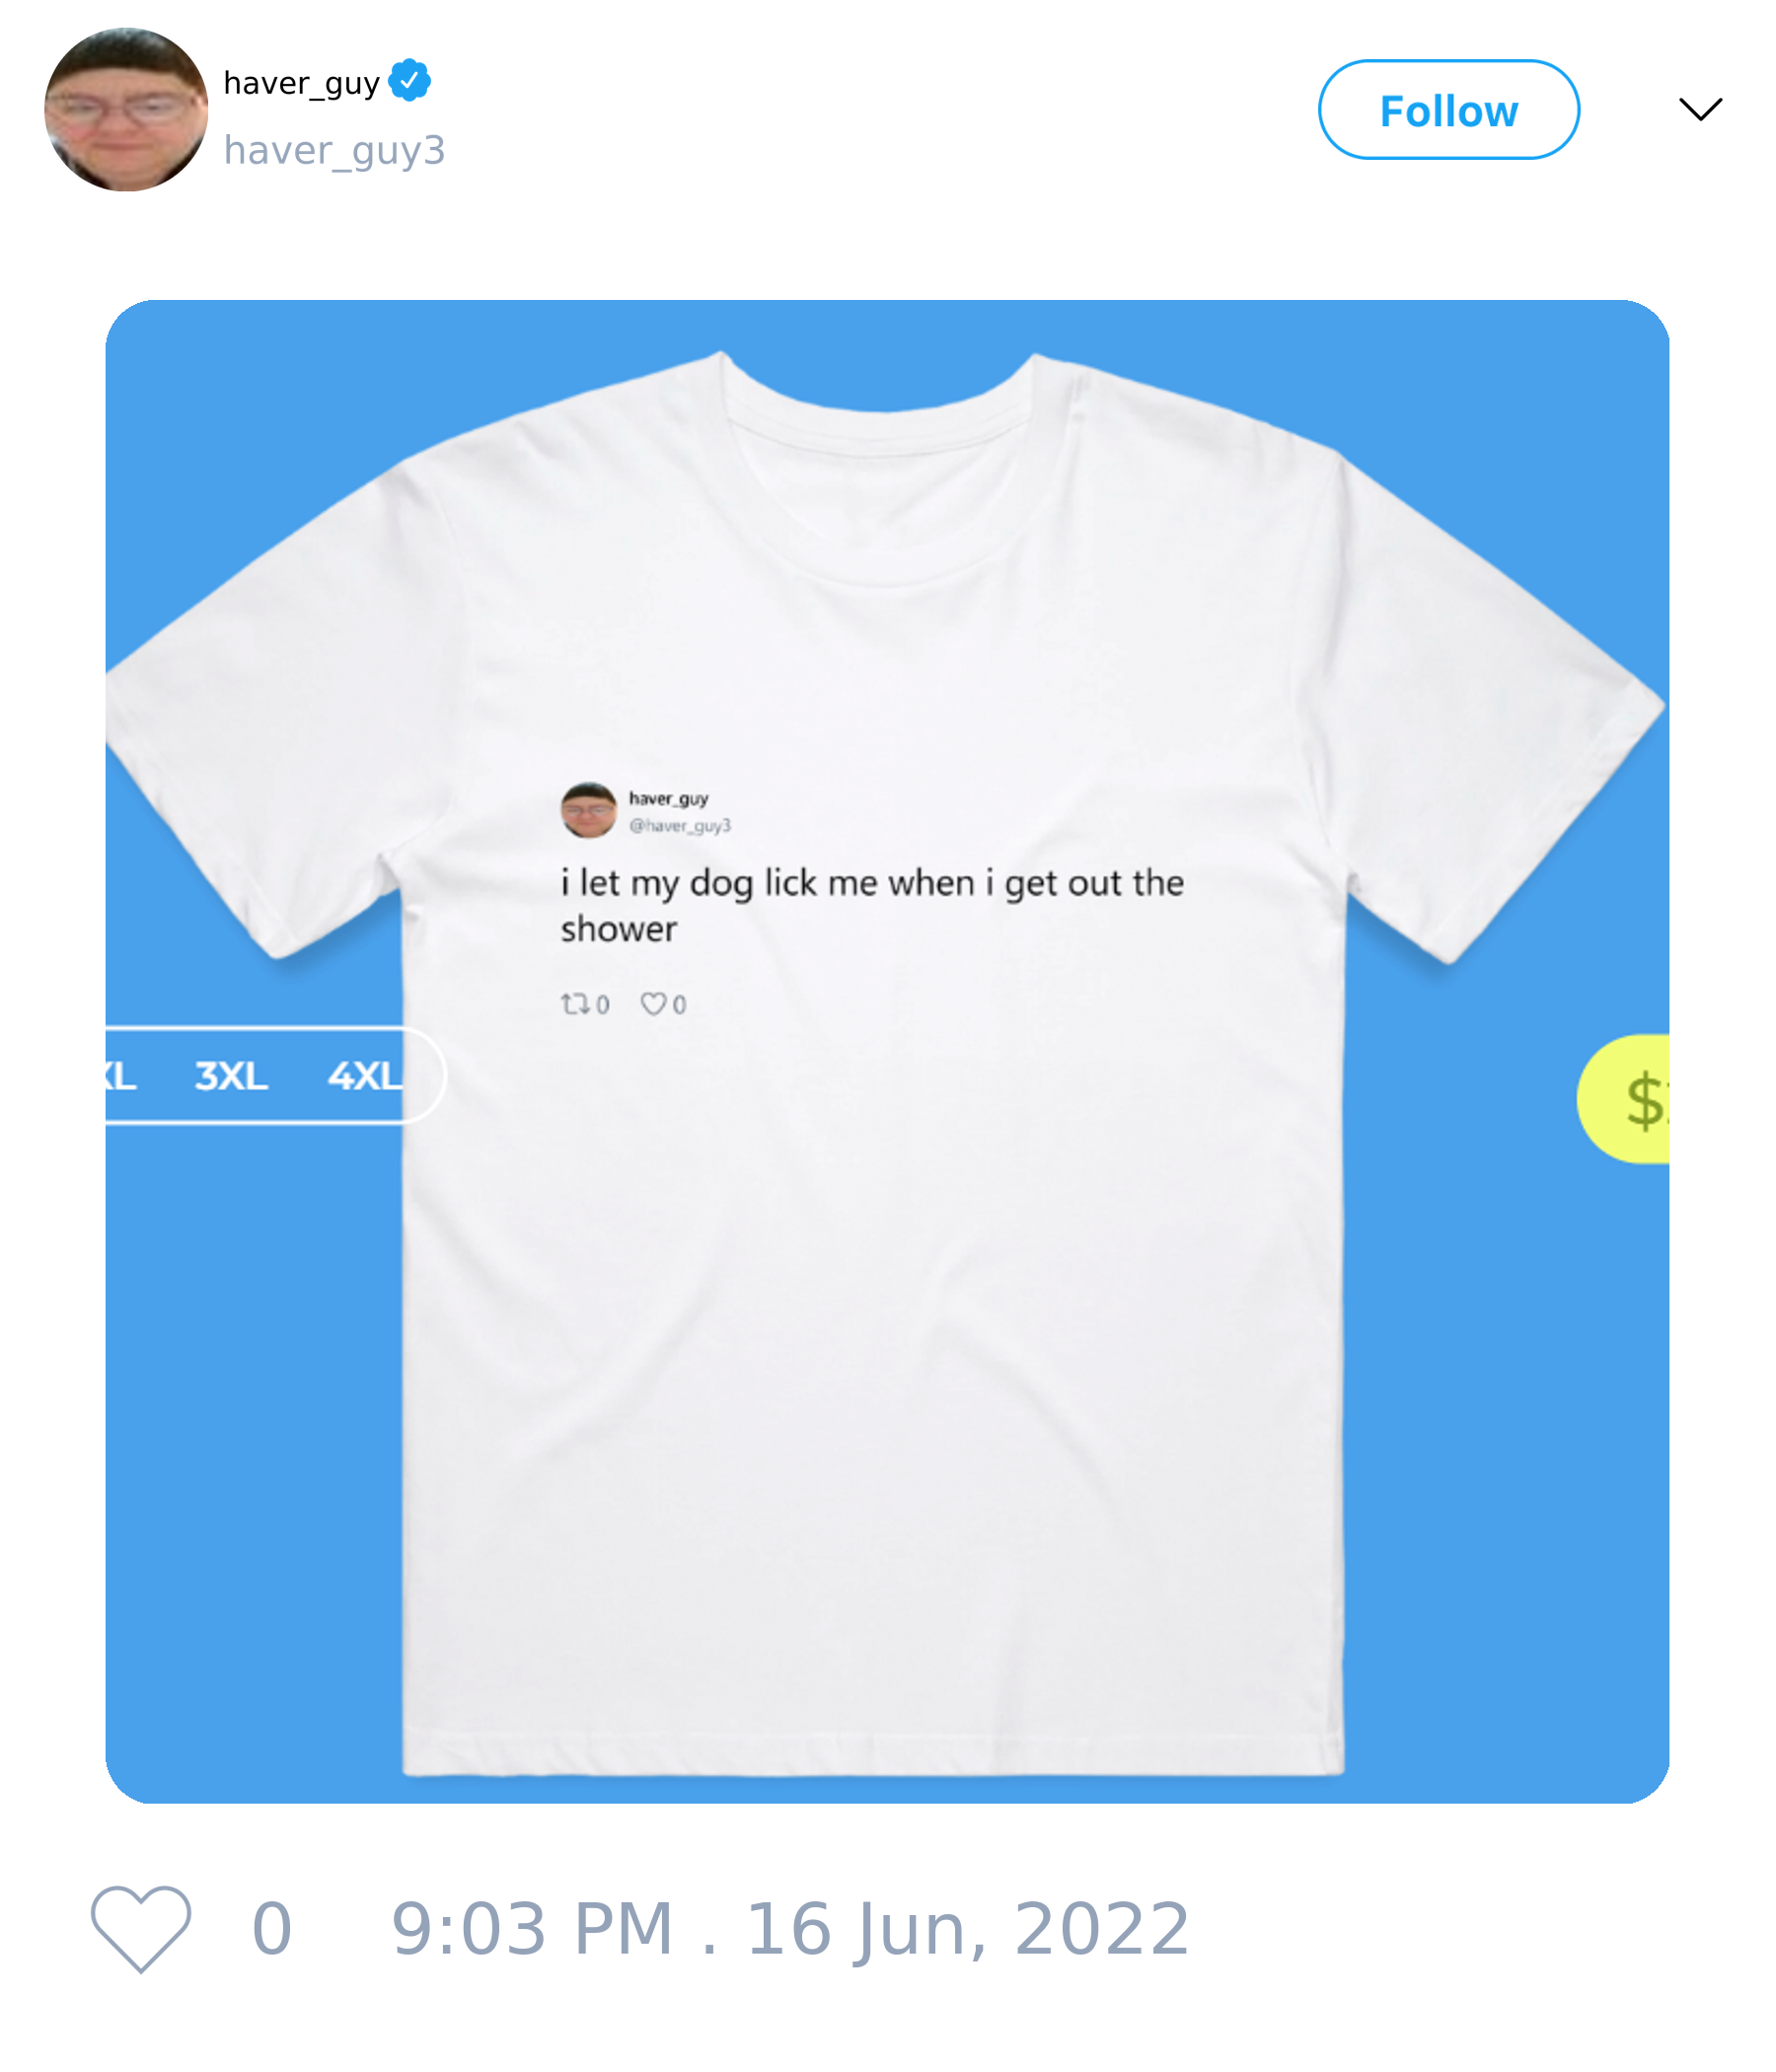 haver_guy
haver_guy3
Follow
haver_guy
@haver_guy3
i let my dog lick me when i get out the
shower
0 0
XL 3XL 4XL
$
0 9:03 PM . 16 Jun, 2022